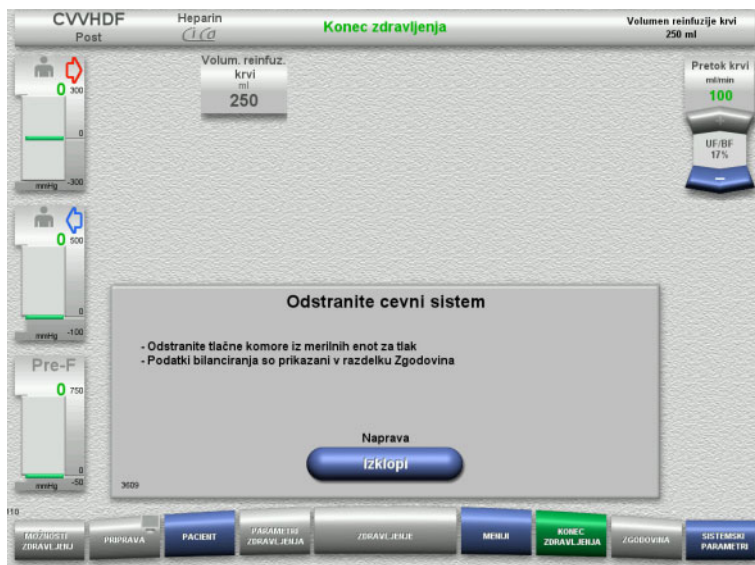 CVVHDF
Post
Heparin
Cica
Konec zdravljenja
Volumen reinfuzije krvi
250 ml
0
300
0
-300
mmHg
Volum. reinfuz.
krvi
ml
250
Pretok krvi
ml/min
100
+
UF/BF
17%
–
0
500
0
-100
mmHg
Pre-F
0
750
0
-50
mmHg
Odstranite cevni sistem
- Odstranite tlačne komore iz merilnih enot za tlak
- Podatki bilanciranja so prikazani v razdelku Zgodovina
Naprava
Izklopi
3609
MOŽNOSTI
ZDRAVLJENJ
PRIPRAVA
PACIENT
PARAMETRI
ZDRAVLJENJA
ZDRAVLJENJE
MENIJI
KONEC
ZDRAVLJENJA
ZGODOVINA
SISTEMSKI
PARAMETRI